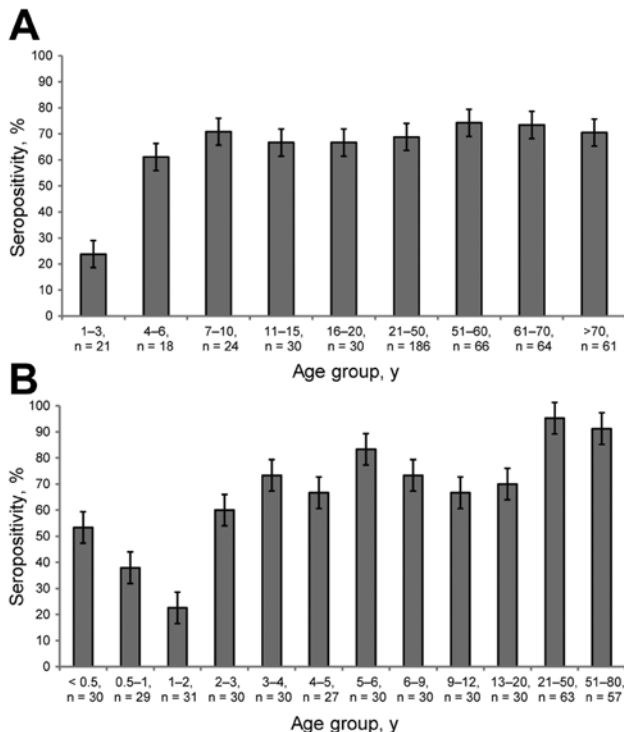 A
Seropositivity, %
100
90
80
70
60
50
40
30
20
10
0
1–3, 4–6, 7–10, 11–15, 16–20, 21–50, 51–60, 61–70, >70,
n = 21 n = 18 n = 24 n = 30 n = 30 n = 186 n = 66 n = 64 n = 61
Age group, y
B
Seropositivity, %
100
90
80
70
60
50
40
30
20
10
0
< 0.5, 0.5–1, 1–2, 2–3, 3–4, 4–5, 5–6, 6–9, 9–12, 13–20, 21–50, 51–80,
n = 30 n = 29 n = 31 n = 30 n = 30 n = 27 n = 30 n = 30 n = 30 n = 30 n = 63 n = 57
Age group, y